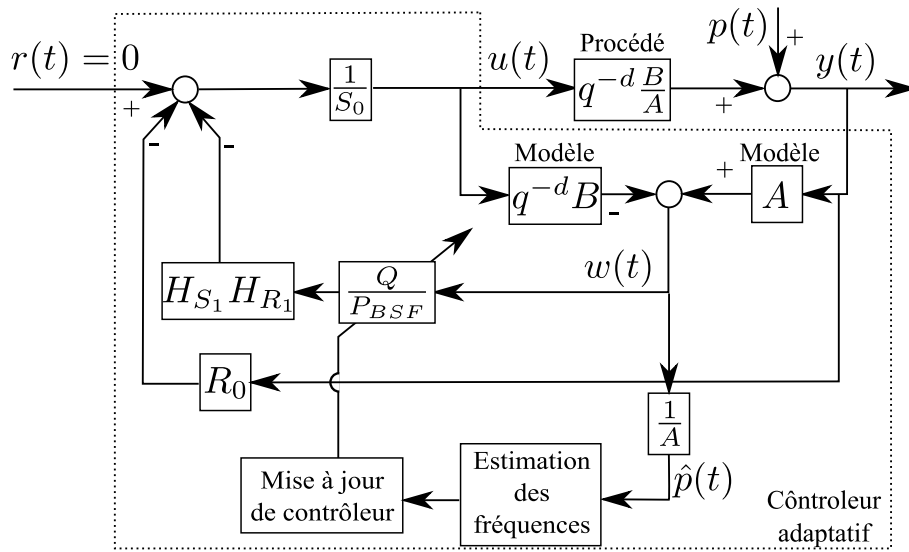 r(t) = 0
+
-
-
1
S₀
u(t)
Procédé
q⁻ᵈ B/A
+
p(t)
+
y(t)
Modèle
q⁻ᵈB
-
+
Modèle
A
w(t)
H_{S₁}H_{R₁}
Q
P_{BSF}
R₀
1
A
p̂(t)
Estimation
des
fréquences
Mise à jour
de contrôleur
Côntroleur
adaptatif